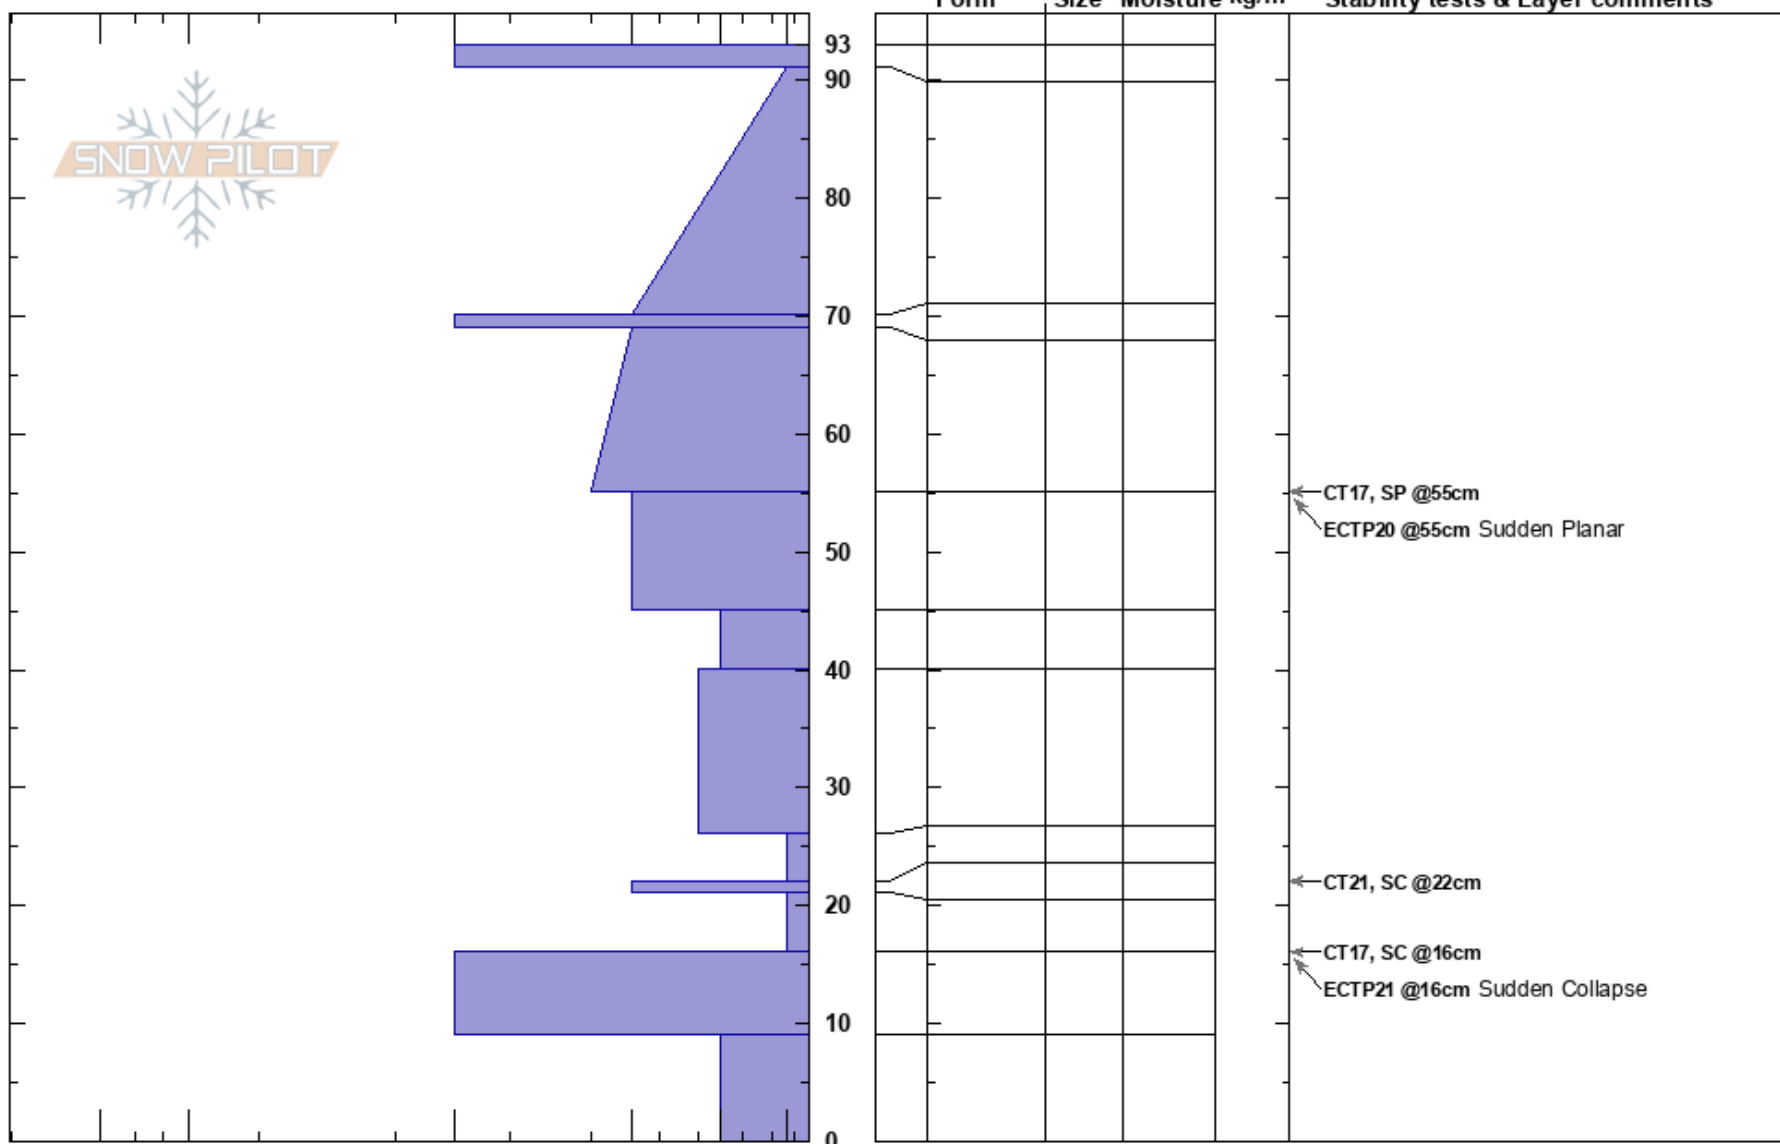 Form Size Moisture kg/m Stability tests & Layer comments
93
90
SNOW PILOT
80
70
60
CT17, SP @55cm
ECTP20 @55cm Sudden Planar
50
40
30
CT21, SC @22cm
20
CT17, SC @16cm
ECTP21 @16cm Sudden Collapse
10
0